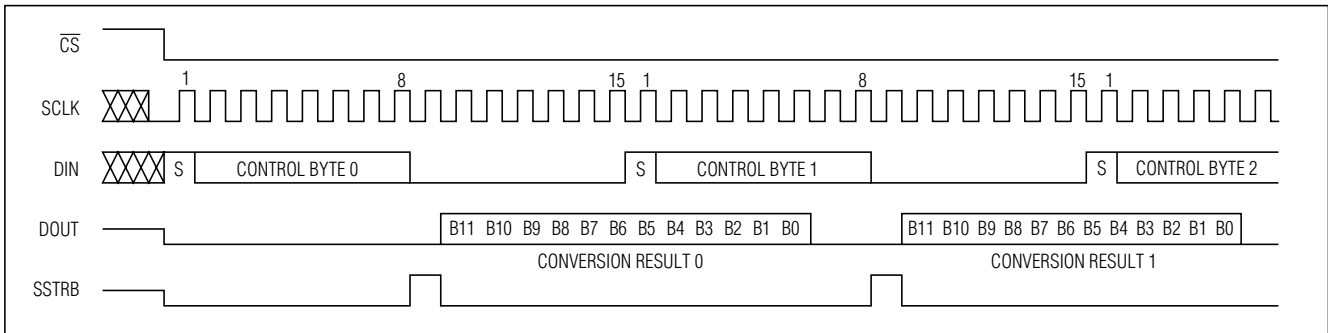 CS
1 8 15 1 8 15 1
SCLK
DIN S CONTROL BYTE 0 S CONTROL BYTE 1 S CONTROL BYTE 2
DOUT B11 B10 B9 B8 B7 B6 B5 B4 B3 B2 B1 B0 B11 B10 B9 B8 B7 B6 B5 B4 B3 B2 B1 B0
CONVERSION RESULT 0 CONVERSION RESULT 1
SSTRB